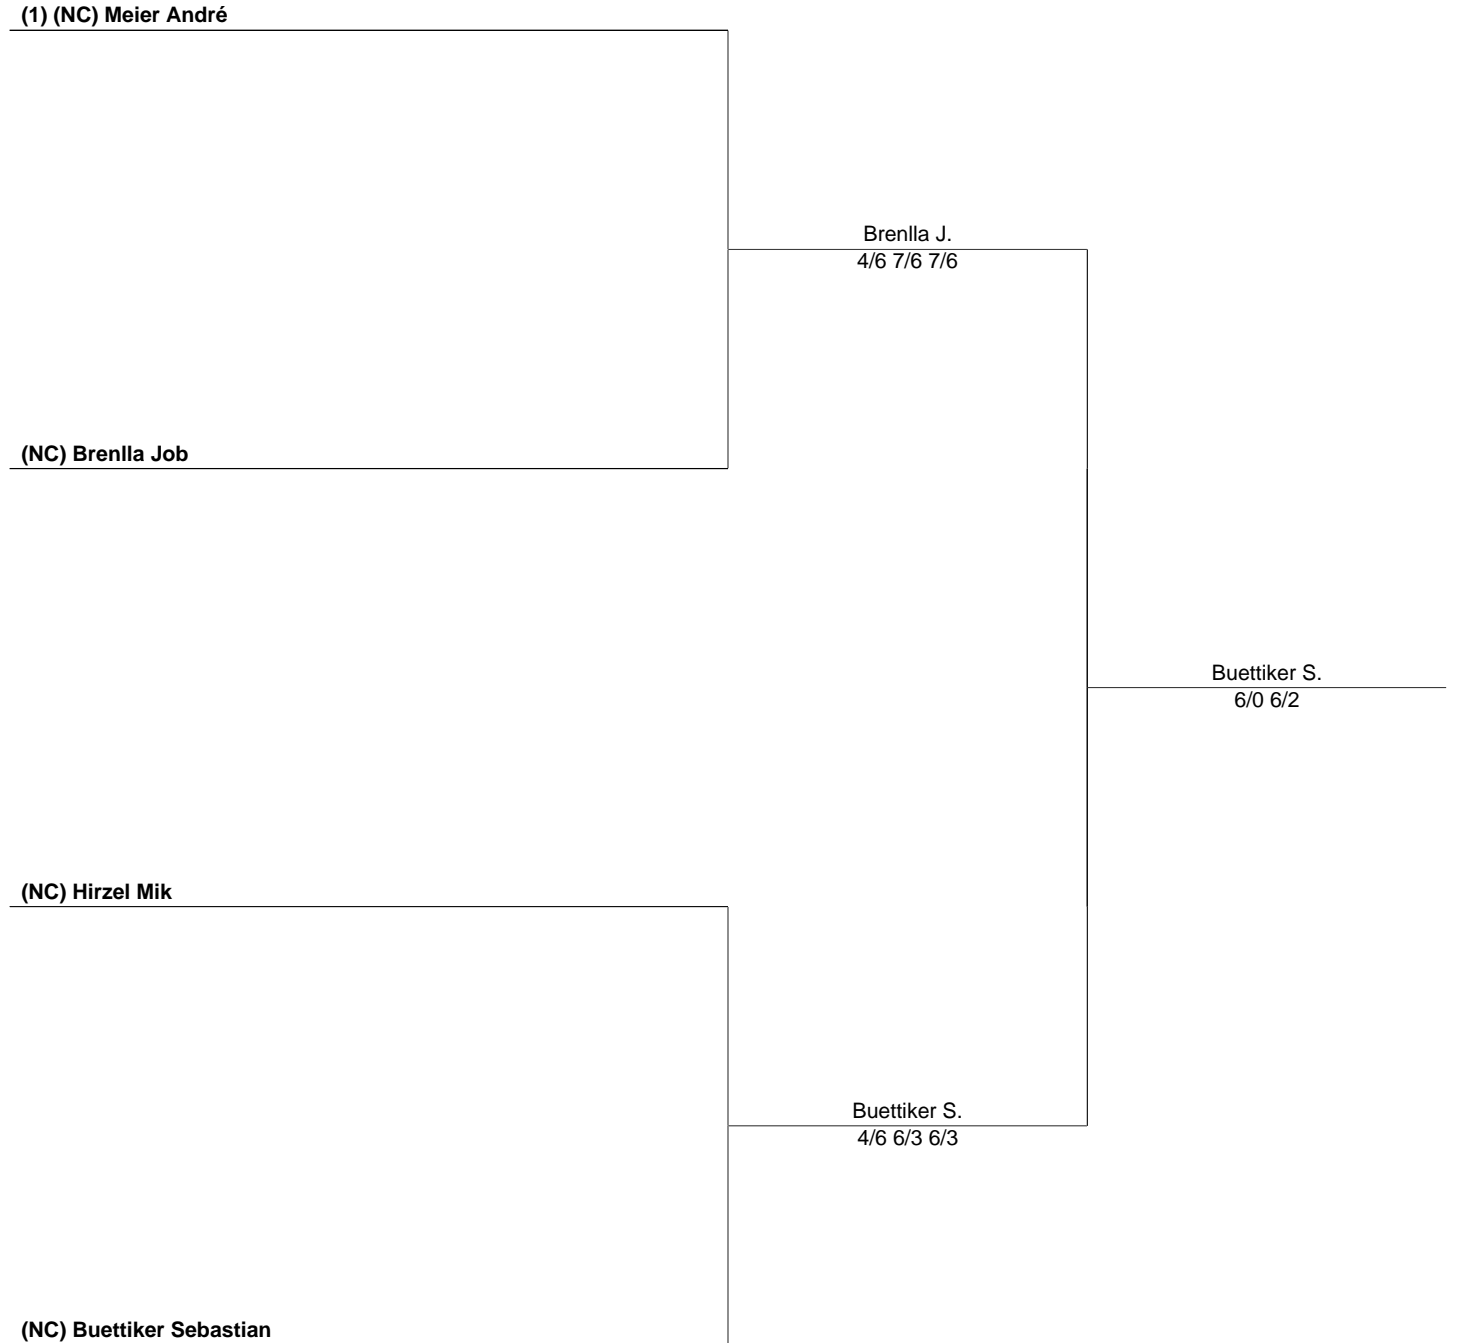 (1) (NC) Meier André
Brenlla J.
4/6 7/6 7/6
(NC) Brenlla Job
Buettiker S.
6/0 6/2
(NC) Hirzel Mik
Buettiker S.
4/6 6/3 6/3
(NC) Buettiker Sebastian